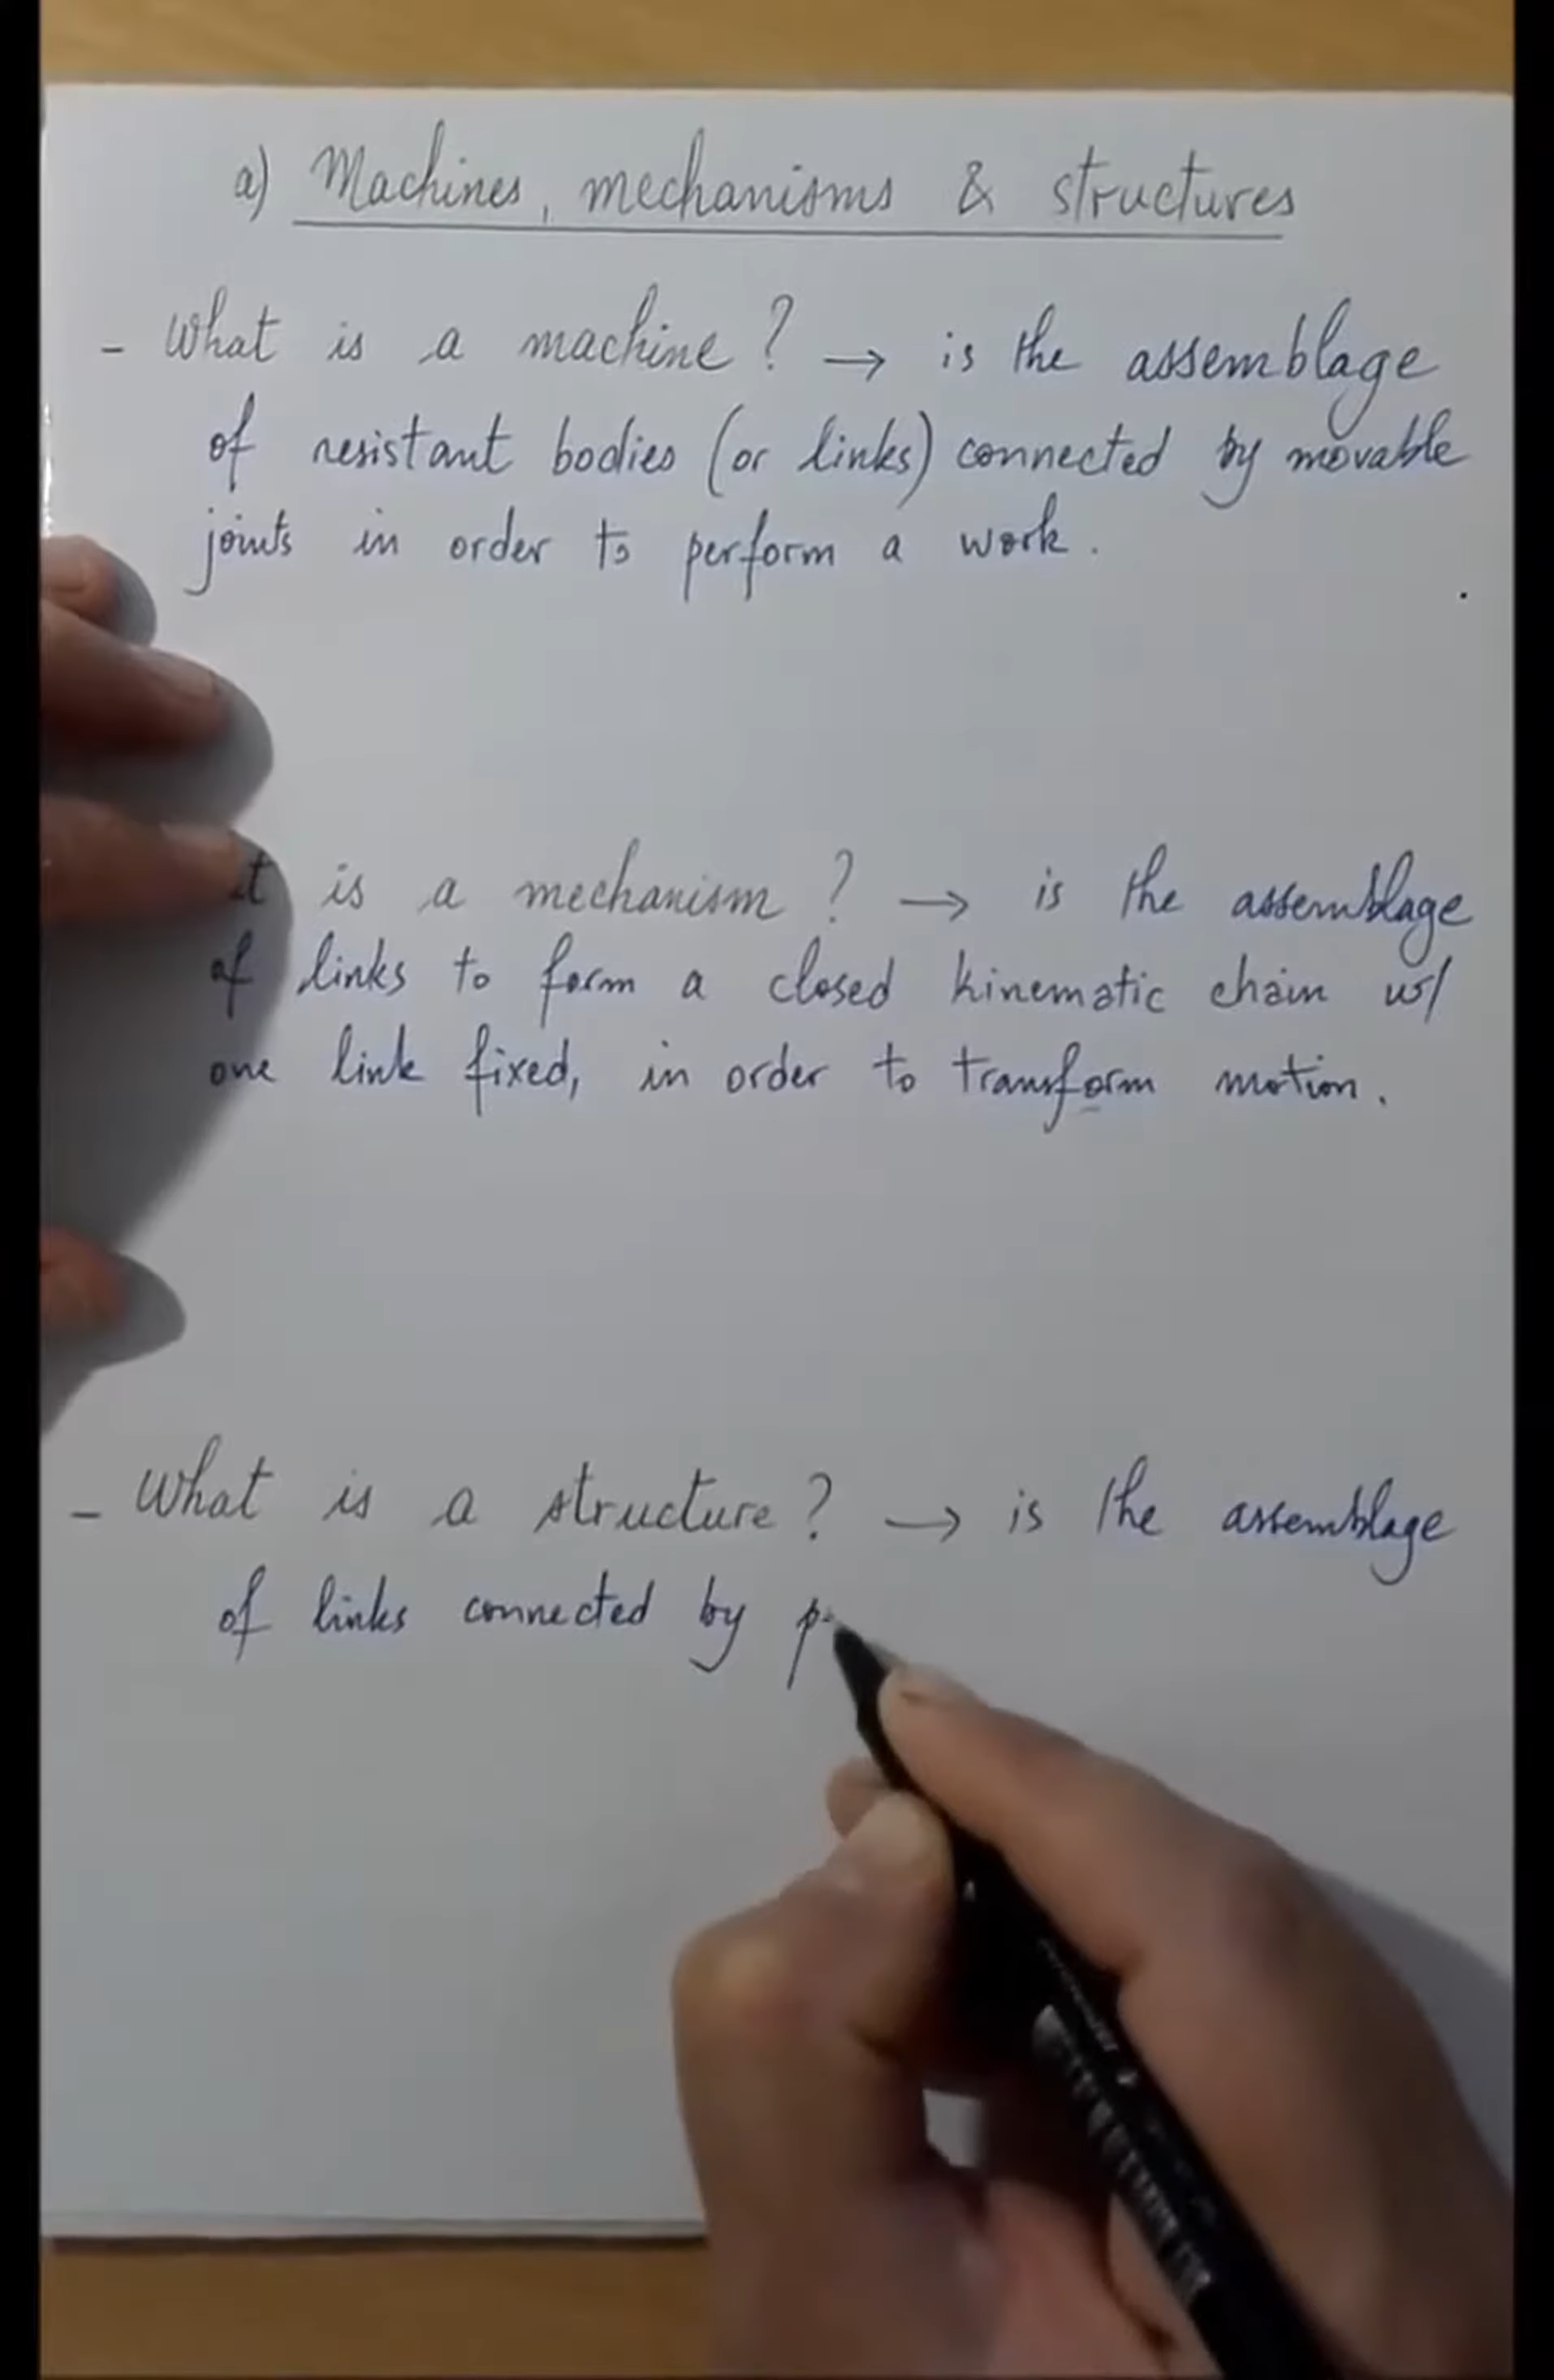 a) Machines, mechanisms & structures
- What is a machine? → is the assemblage
of resistant bodies (or links) connected by movable
joints in order to perform a work.
is a mechanism? → is the assemblage
of links to form a closed kinematic chain w/
one link fixed, in order to transform motion.
- What is a structure? → is the assemblage
of links connected by p